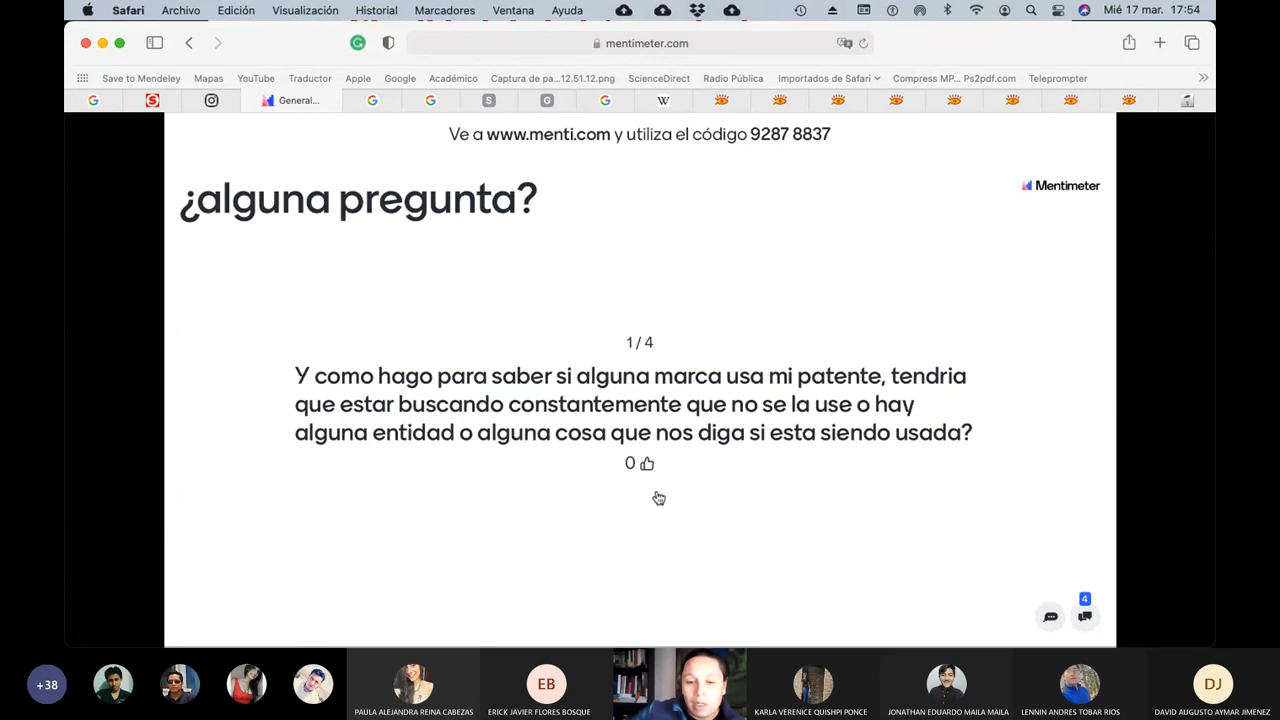 Safari Archivo Edición Visualización Historial Marcadores Ventana Ayuda Mié 17 mar. 17:54
mentimeter.com
Save to Mendeley Mapas YouTube Traductor Apple Google Académico Captura de pa...12.51.12.png ScienceDirect Radio Pública Importados de Safari Compress MP... Ps2pdf.com Teleprompter
G S General... G G S G G W
Ve a www.menti.com y utiliza el código 9287 8837
Mentimeter
¿alguna pregunta?
1 / 4
Y como hago para saber si alguna marca usa mi patente, tendria
que estar buscando constantemente que no se la use o hay
alguna entidad o alguna cosa que nos diga si esta siendo usada?
0
4
+38 EB DJ
PAULA ALEJANDRA REINA CABEZAS ERICK JAVIER FLORES BOSQUE KARLA VERENICE QUISHPI PONCE JONATHAN EDUARDO MAILA MAILA LENNIN ANDRES TOBAR RIOS DAVID AUGUSTO AYMAR JIMENEZ